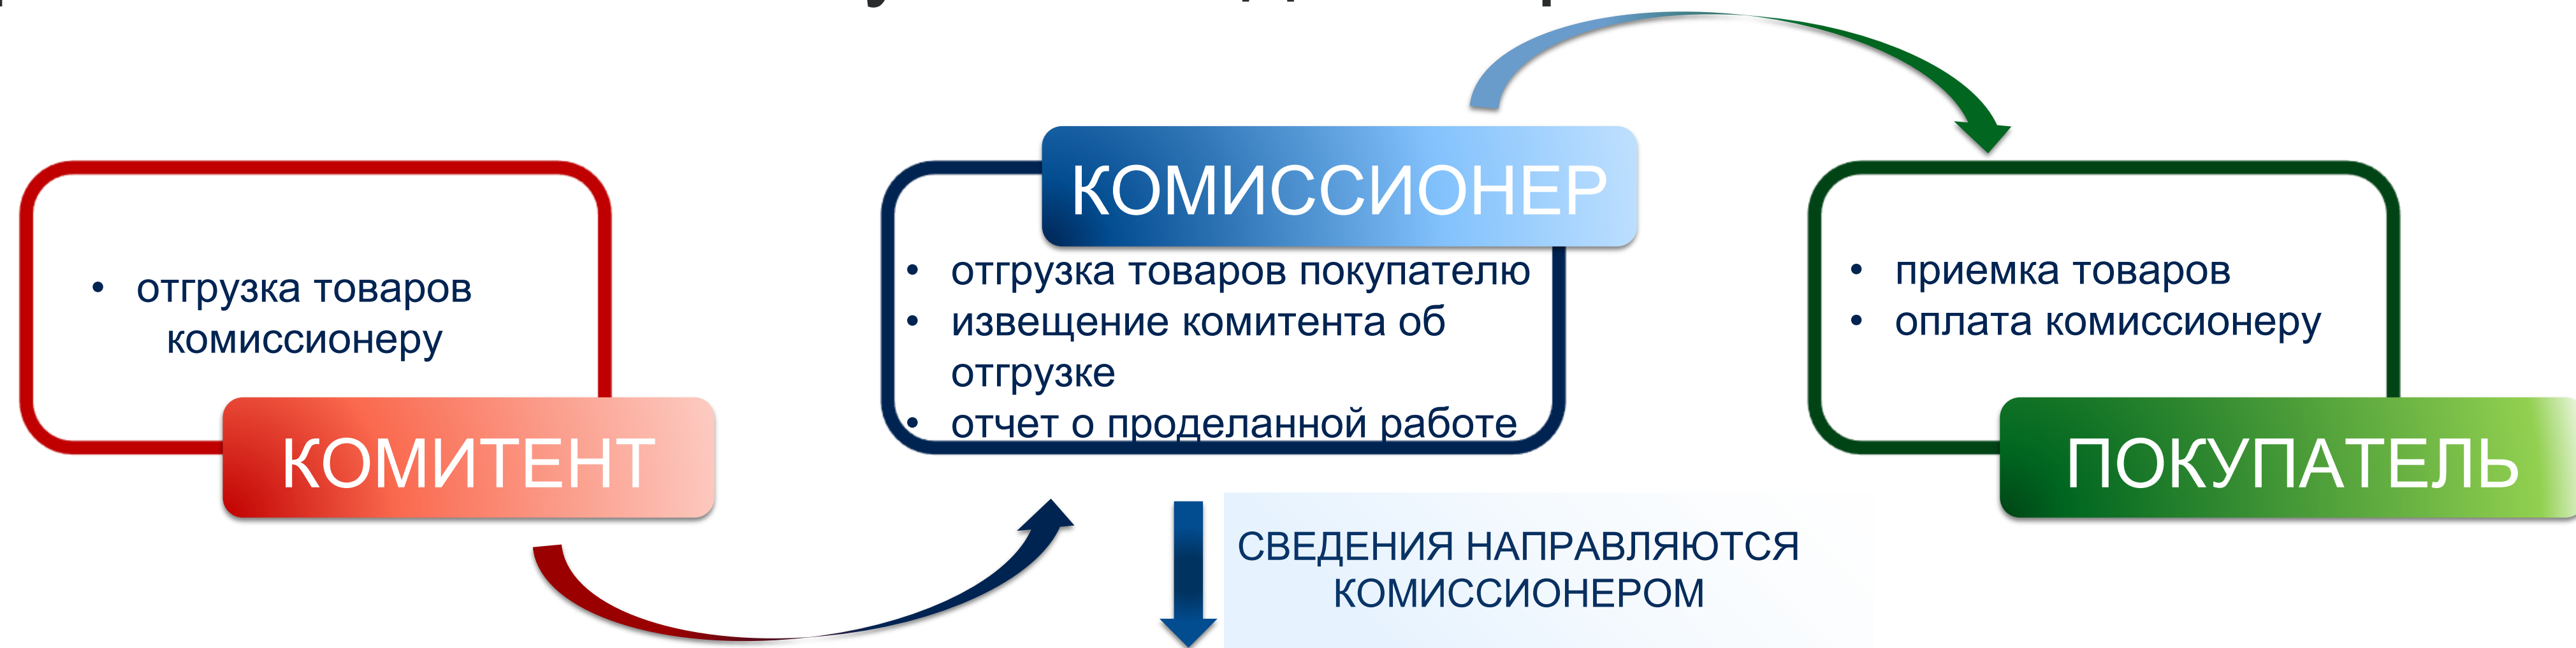 КОМИССИОНЕР
• отгрузка товаров
комиссионеру
КОМИТЕНТ
• отгрузка товаров покупателю
• извещение комитента об
отгрузке
• отчет о проделанной работе
• приемка товаров
• оплата комиссионеру
ПОКУПАТЕЛЬ
СВЕДЕНИЯ НАПРАВЛЯЮТСЯ
КОМИССИОНЕРОМ